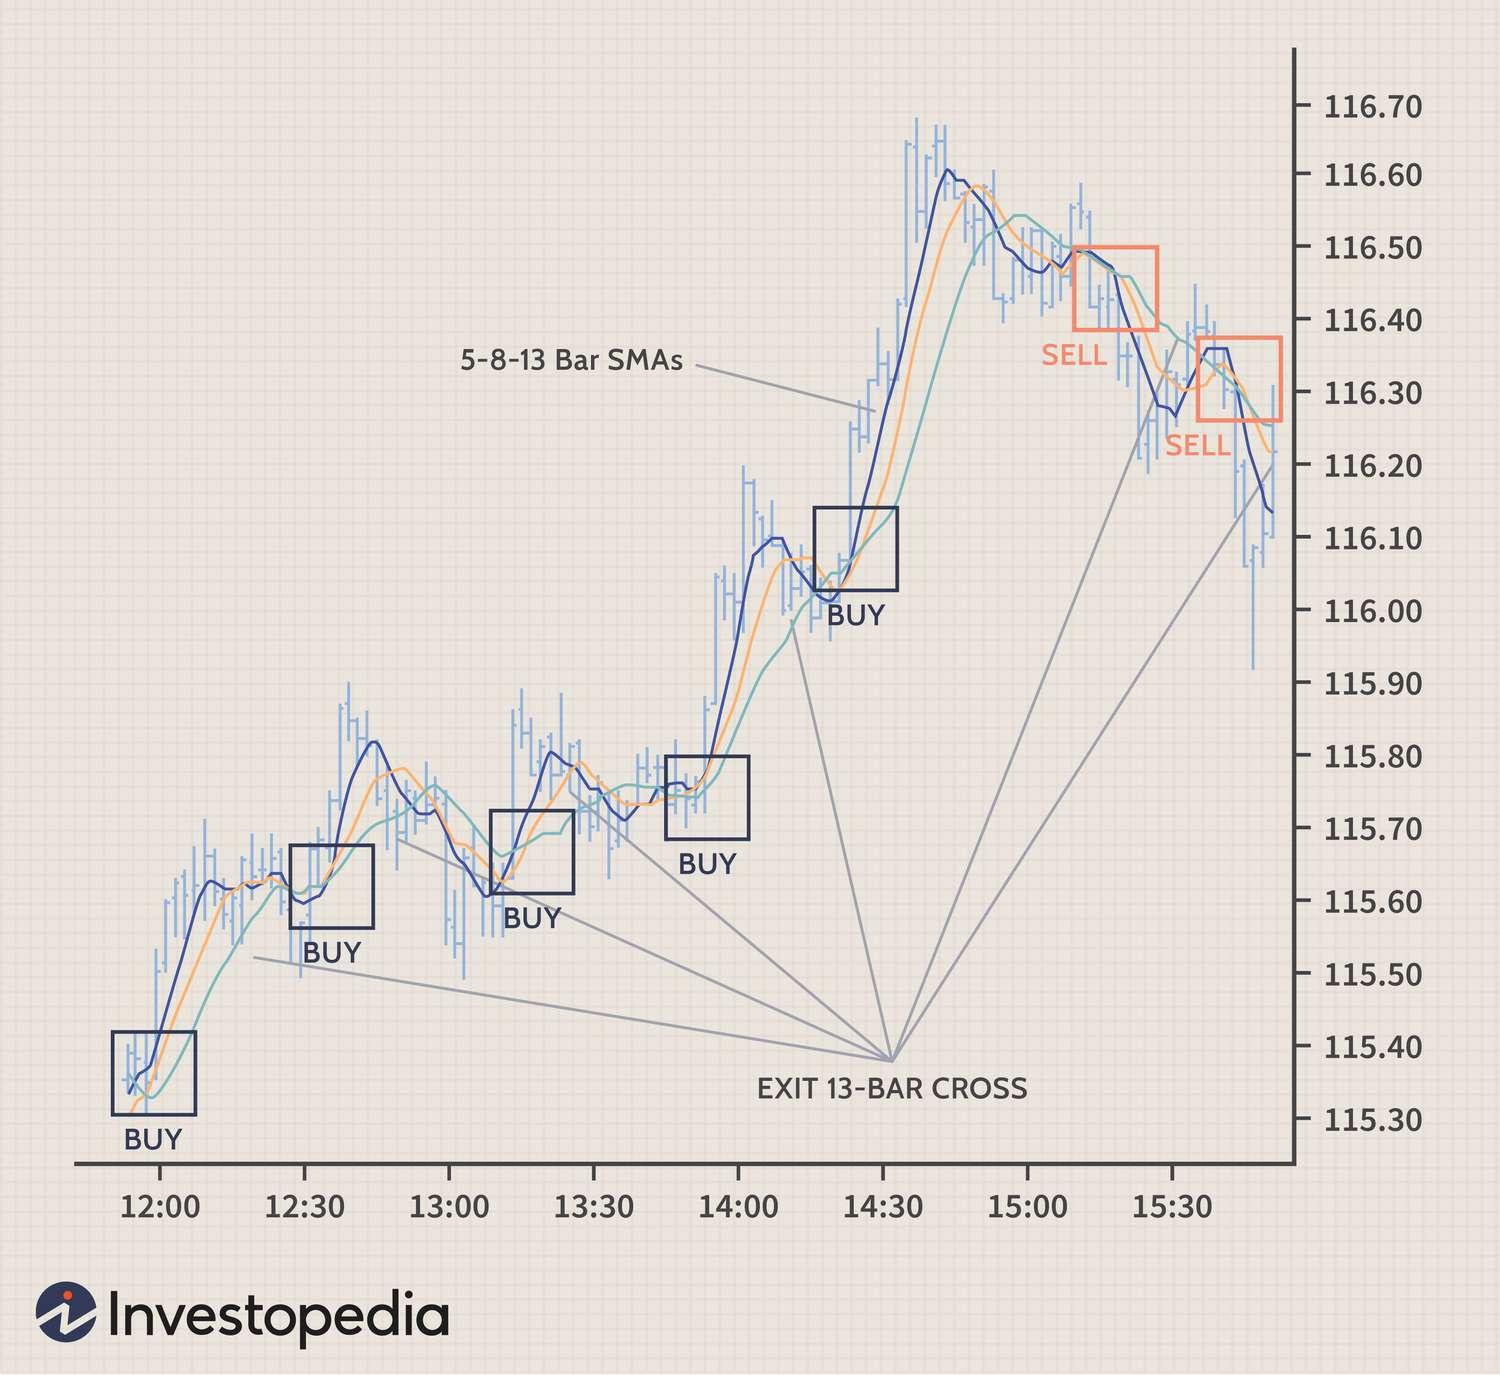 116.70
116.60
116.50
116.40
5-8-13 Bar SMAs
SELL
116.30
SELL
116.20
116.10
116.00
BUY
115.90
115.80
115.70
BUY
115.60
BUY
BUY
115.50
115.40
EXIT 13-BAR CROSS
115.30
BUY
12:00 12:30 13:00 13:30 14:00 14:30 15:00 15:30
Investopedia